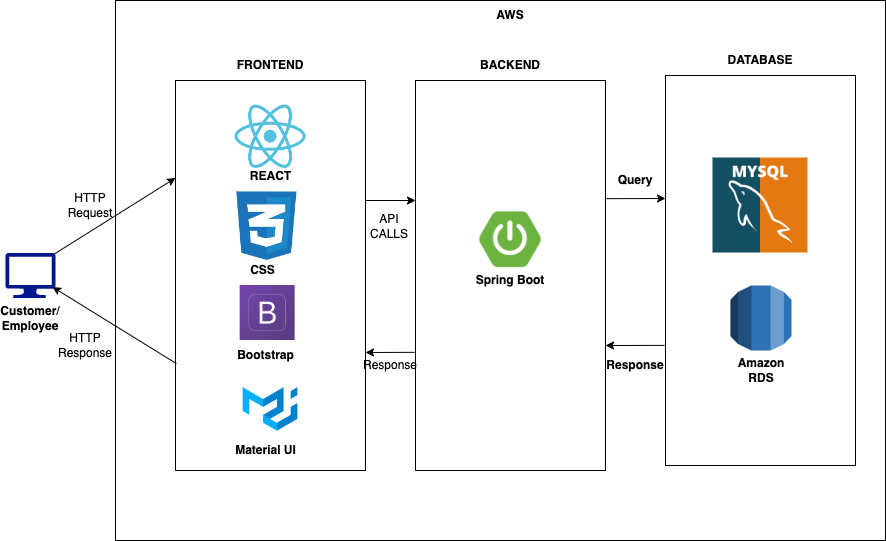 AWS
FRONTEND
BACKEND
DATABASE
REACT
CSS
Bootstrap
Material UI
HTTP
Request
HTTP
Response
Customer/
Employee
API
CALLS
Response
Spring Boot
Query
Response
MYSQL
Amazon
RDS
B
3